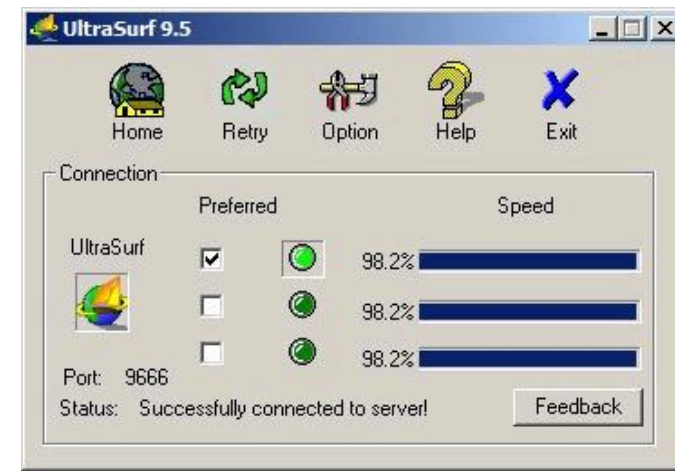 UltraSurf 9.5
Home Retry Option Help Exit
Connection
Preferred Speed
UltraSurf
98.2%
98.2%
98.2%
Port: 9666
Status: Successfully connected to server!
Feedback